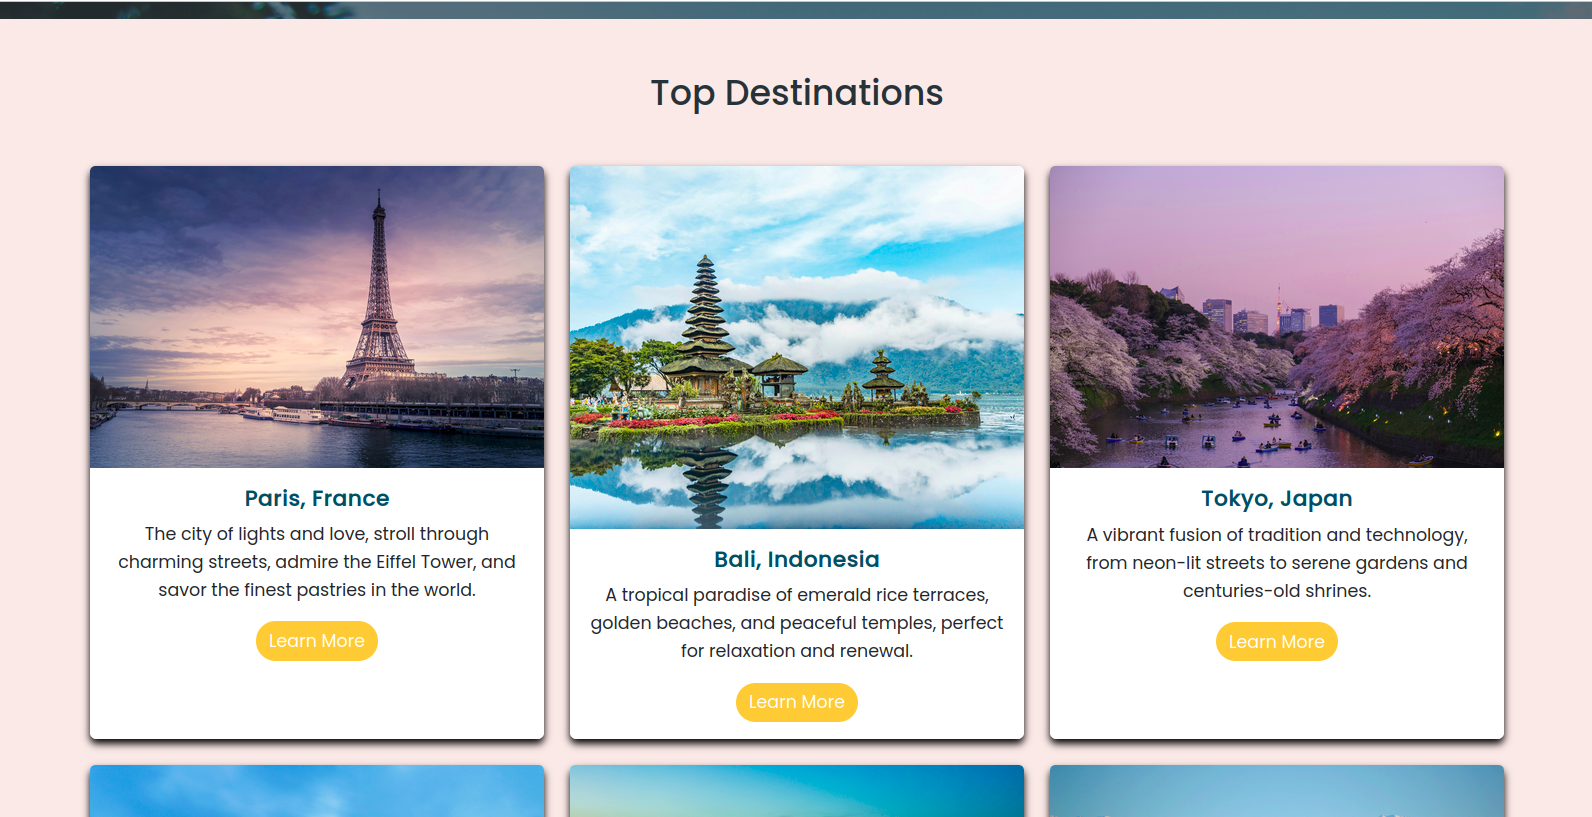 Top Destinations
Paris, France
The city of lights and love, stroll through
charming streets, admire the Eiffel Tower, and
savor the finest pastries in the world.
Learn More
Bali, Indonesia
A tropical paradise of emerald rice terraces,
golden beaches, and peaceful temples, perfect
for relaxation and renewal.
Learn More
Tokyo, Japan
A vibrant fusion of tradition and technology,
from neon-lit streets to serene gardens and
centuries-old shrines.
Learn More